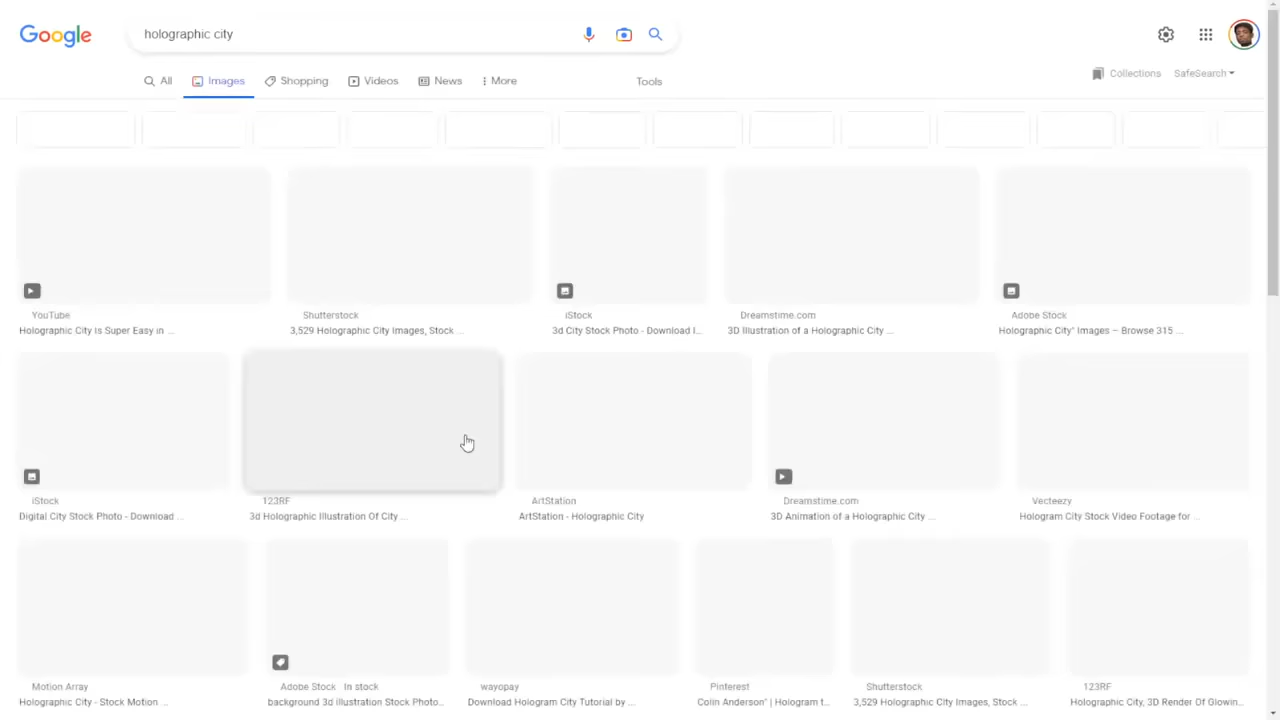 Google
holographic city
All
Images
Shopping
Videos
News
More
Tools
Collections
SafeSearch
YouTube
Holographic City Is Super Easy in ...
Shutterstock
3,529 Holographic City Images, Stock ...
iStock
3d City Stock Photo - Download I...
Dreamstime.com
3D Illustration of a Holographic City ...
Adobe Stock
Holographic City" Images – Browse 315 ...
iStock
Digital City Stock Photo - Download ...
123RF
3d Holographic Illustration Of City ...
ArtStation
ArtStation - Holographic City
Dreamstime.com
3D Animation of a Holographic City ...
Vecteezy
Hologram City Stock Video Footage for ...
Motion Array
Holographic City - Stock Motion ...
Adobe Stock In stock
background 3d illustration Stock Photo...
wayopay
Download Hologram City Tutorial by ...
Pinterest
Colin Anderson" | Hologram t...
Shutterstock
3,529 Holographic City Images, Stock ...
123RF
Holographic City, 3D Render Of Glowin...